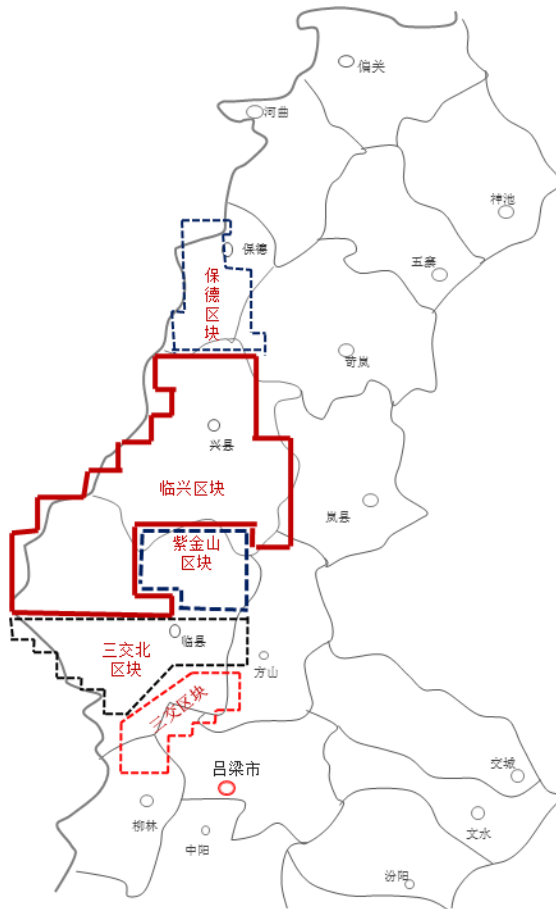 偏关
河曲
神池
保德
五寨
保德区块
苛岚
兴县
临兴区块
岚县
紫金山
区块
临县
三交北
区块
方山
三交区块
吕梁市
交城
柳林
文水
中阳
汾阳